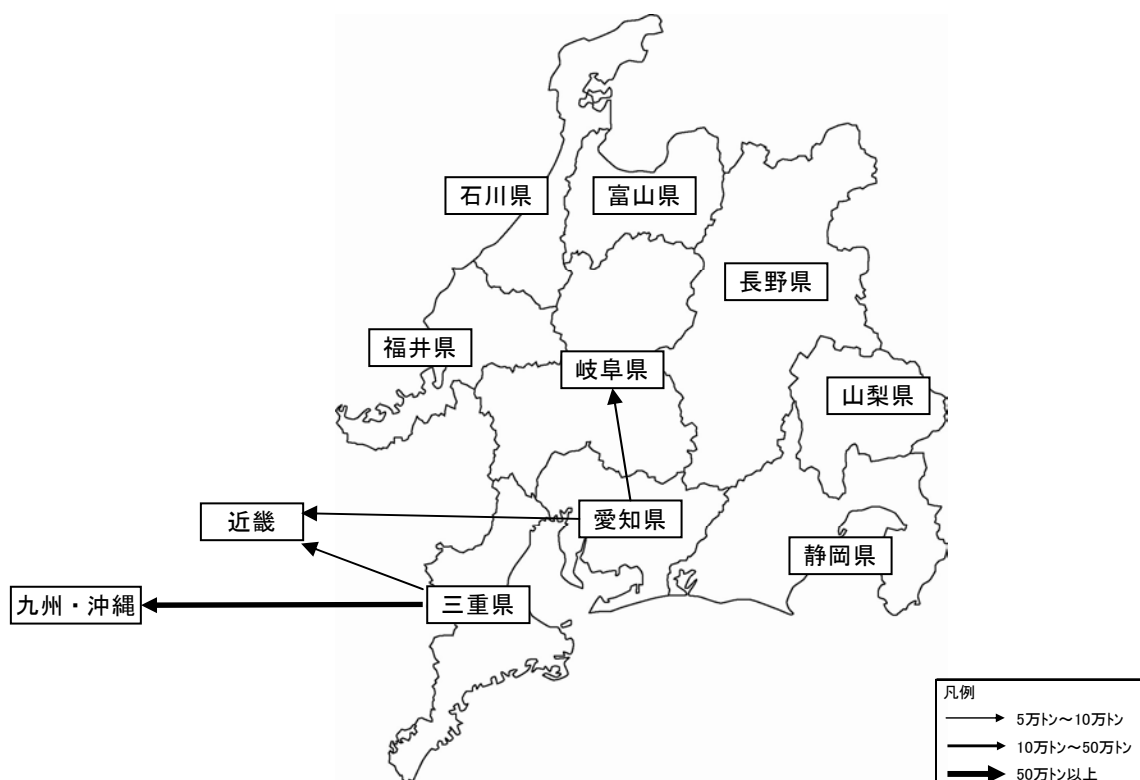 石川県
富山県
長野県
福井県
岐阜県
山梨県
近畿
愛知県
静岡県
九州・沖縄
三重県
凡例
5万トン～10万トン
10万トン～50万トン
50万トン以上